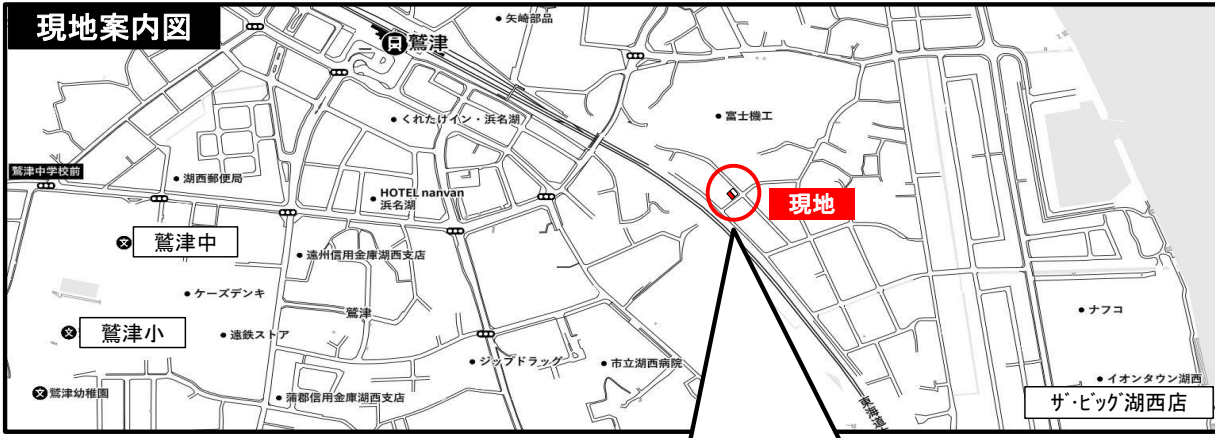 現地案内図
鷲津
矢崎部品
くれたけイン・浜名湖
富士機工
鷲津中学校前
湖西郵便局
HOTEL nanvan
浜名湖
現地
鷲津中
遠州信用金庫湖西支店
ケーズデンキ
鷲津
鷲津小
遠鉄ストア
ジップドラッグ
市立湖西病院
ナフコ
鷲津幼稚園
蒲郡信用金庫湖西支店
イオンタウン湖西
ザ・ビッグ湖西店
東海道